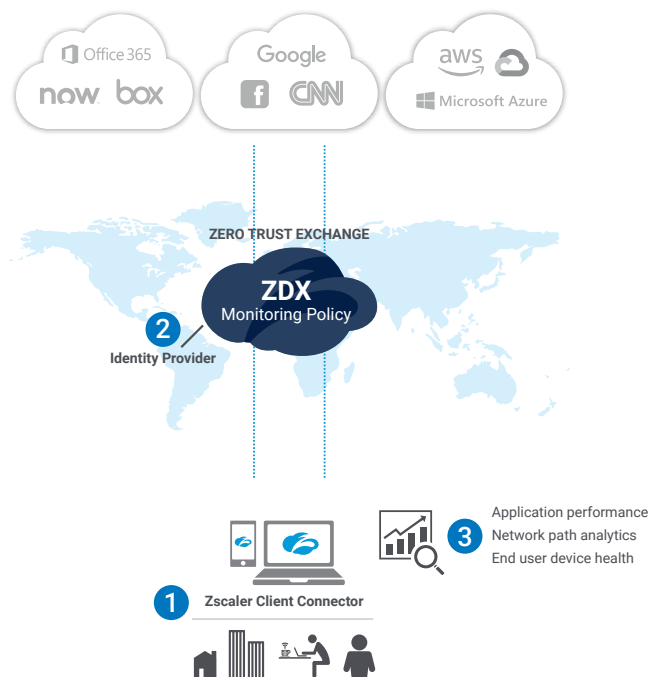 Office 365
now
box
Google
f
CNN
aws
Microsoft Azure
ZERO TRUST EXCHANGE
ZDX
Monitoring Policy
2
Identity Provider
Application performance
3
Network path analytics
End user device health
1
Zscaler Client Connector